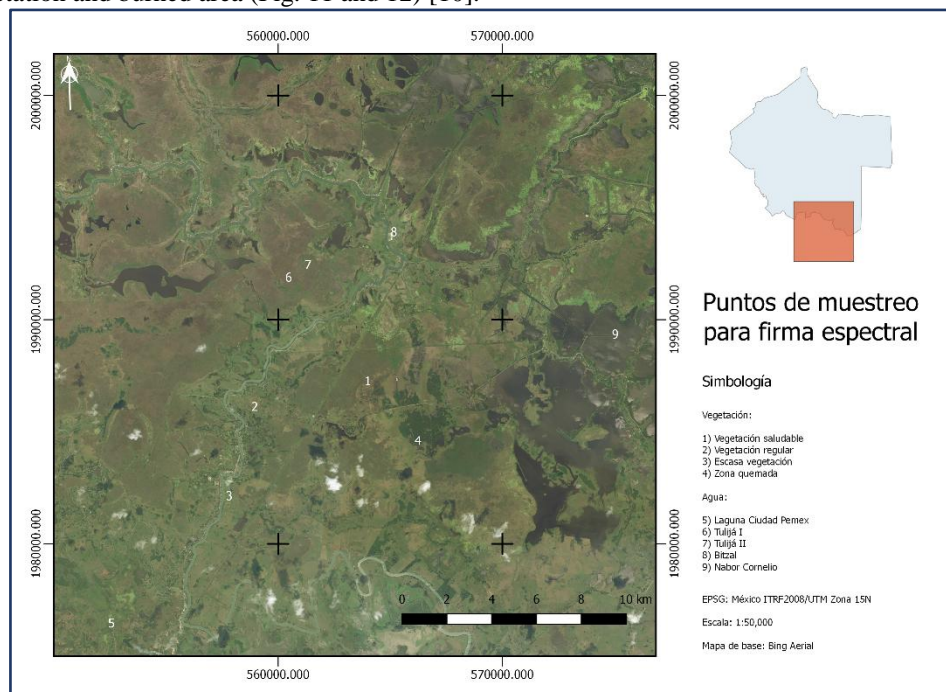 tation and burned area (Fig. 11 and 12) [10].
560000.000
570000.000
2000000.000
2000000.000
1990000.000
1990000.000
1980000.000
1980000.000
8
7
6
9
1
2
4
3
5
0 2 4 6 8 10 km
560000.000
570000.000
Puntos de muestreo
para firma espectral
Simbología
Vegetación:
1) Vegetación saludable
2) Vegetación regular
3) Escasa vegetación
4) Zona quemada
Agua:
5) Laguna Ciudad Pemex
6) Tulijá I
7) Tulijá II
8) Bitzal
9) Nabor Cornelio
EPSG: México ITRF2008/UTM Zona 15N
Escala: 1:50,000
Mapa de base: Bing Aerial